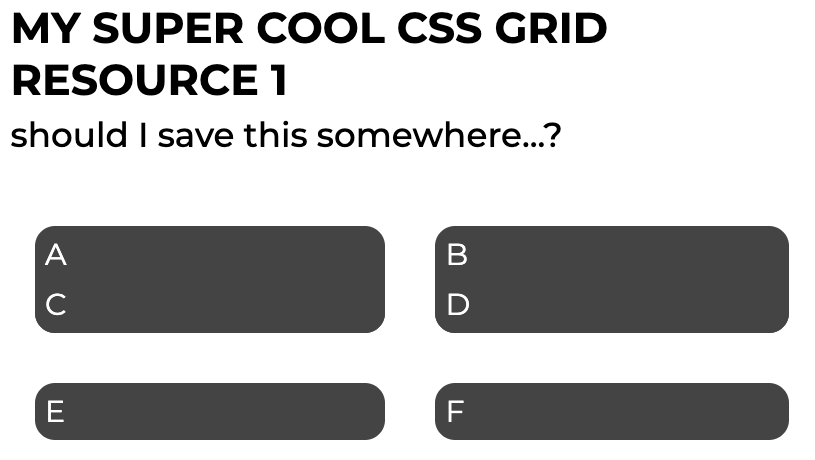 MY SUPER COOL CSS GRID
RESOURCE 1
should I save this somewhere...?
A
B
C
D
E
F